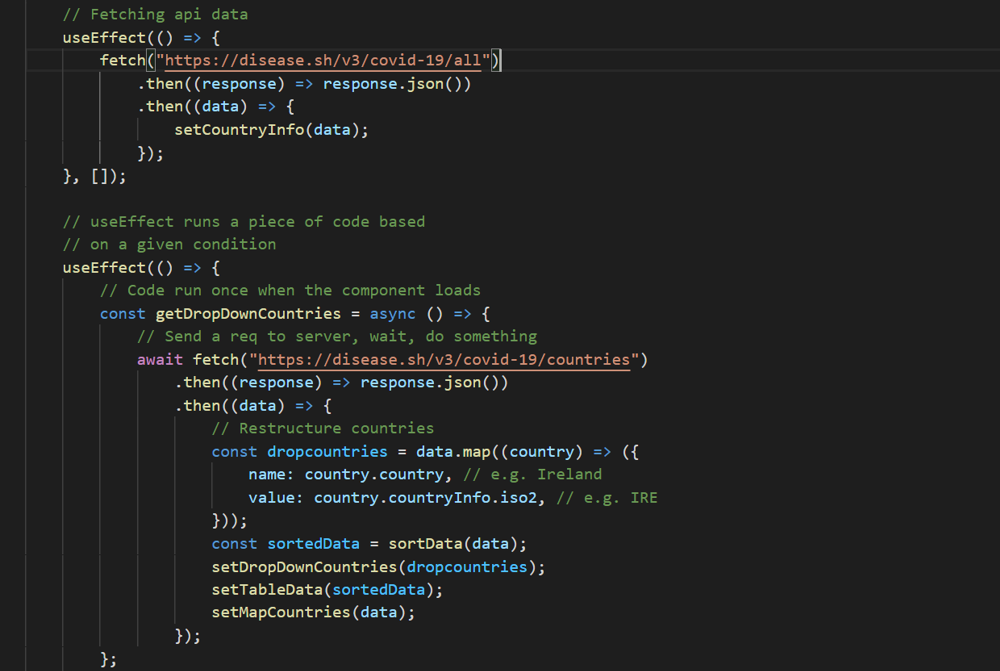 // Fetching api data
useEffect(() => {
fetch("https://disease.sh/v3/covid-19/all")
.then((response) => response.json())
.then((data) => {
setCountryInfo(data);
});
}, []);
// useEffect runs a piece of code based
// on a given condition
useEffect(() => {
// Code run once when the component loads
const getDropDownCountries = async () => {
// Send a req to server, wait, do something
await fetch("https://disease.sh/v3/covid-19/countries")
.then((response) => response.json())
.then((data) => {
// Restructure countries
const dropcountries = data.map((country) => ({
name: country.country, // e.g. Ireland
value: country.countryInfo.iso2, // e.g. IRE
}));
const sortedData = sortData(data);
setDropDownCountries(dropcountries);
setTableData(sortedData);
setMapCountries(data);
});
};